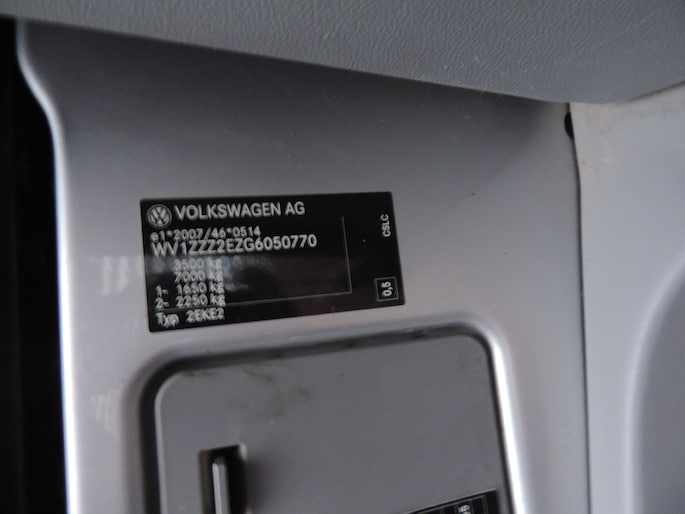 VOLKSWAGEN AG
e1*2007/46*0514
WV1ZZZ2EZG6050770
3500 kg
7000 kg
1- 1650 kg
2- 2250 kg
Typ 2EKE2
CSLC
0,5